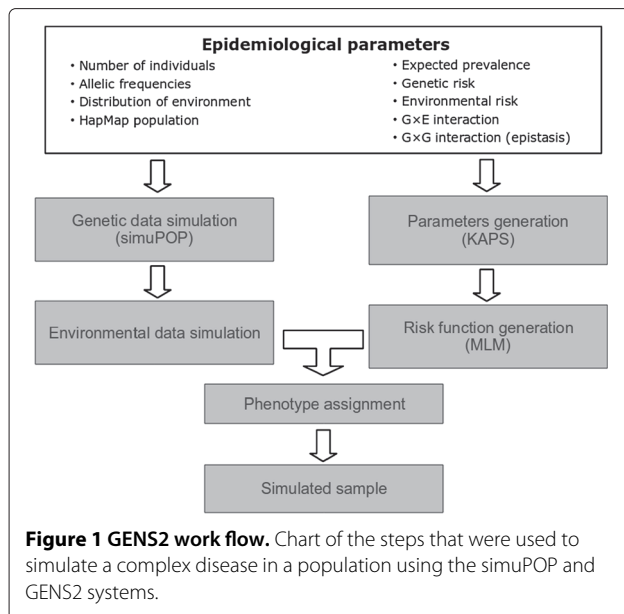 Epidemiological parameters
• Number of individuals
• Allelic frequencies
• Distribution of environment
• HapMap population
• Expected prevalence
• Genetic risk
• Environmental risk
• G×E interaction
• G×G interaction (epistasis)
Genetic data simulation
(simuPOP)
Parameters generation
(KAPS)
Environmental data simulation
Risk function generation
(MLM)
Phenotype assignment
Simulated sample
Figure 1 GENS2 work flow. Chart of the steps that were used to
simulate a complex disease in a population using the simuPOP and
GENS2 systems.